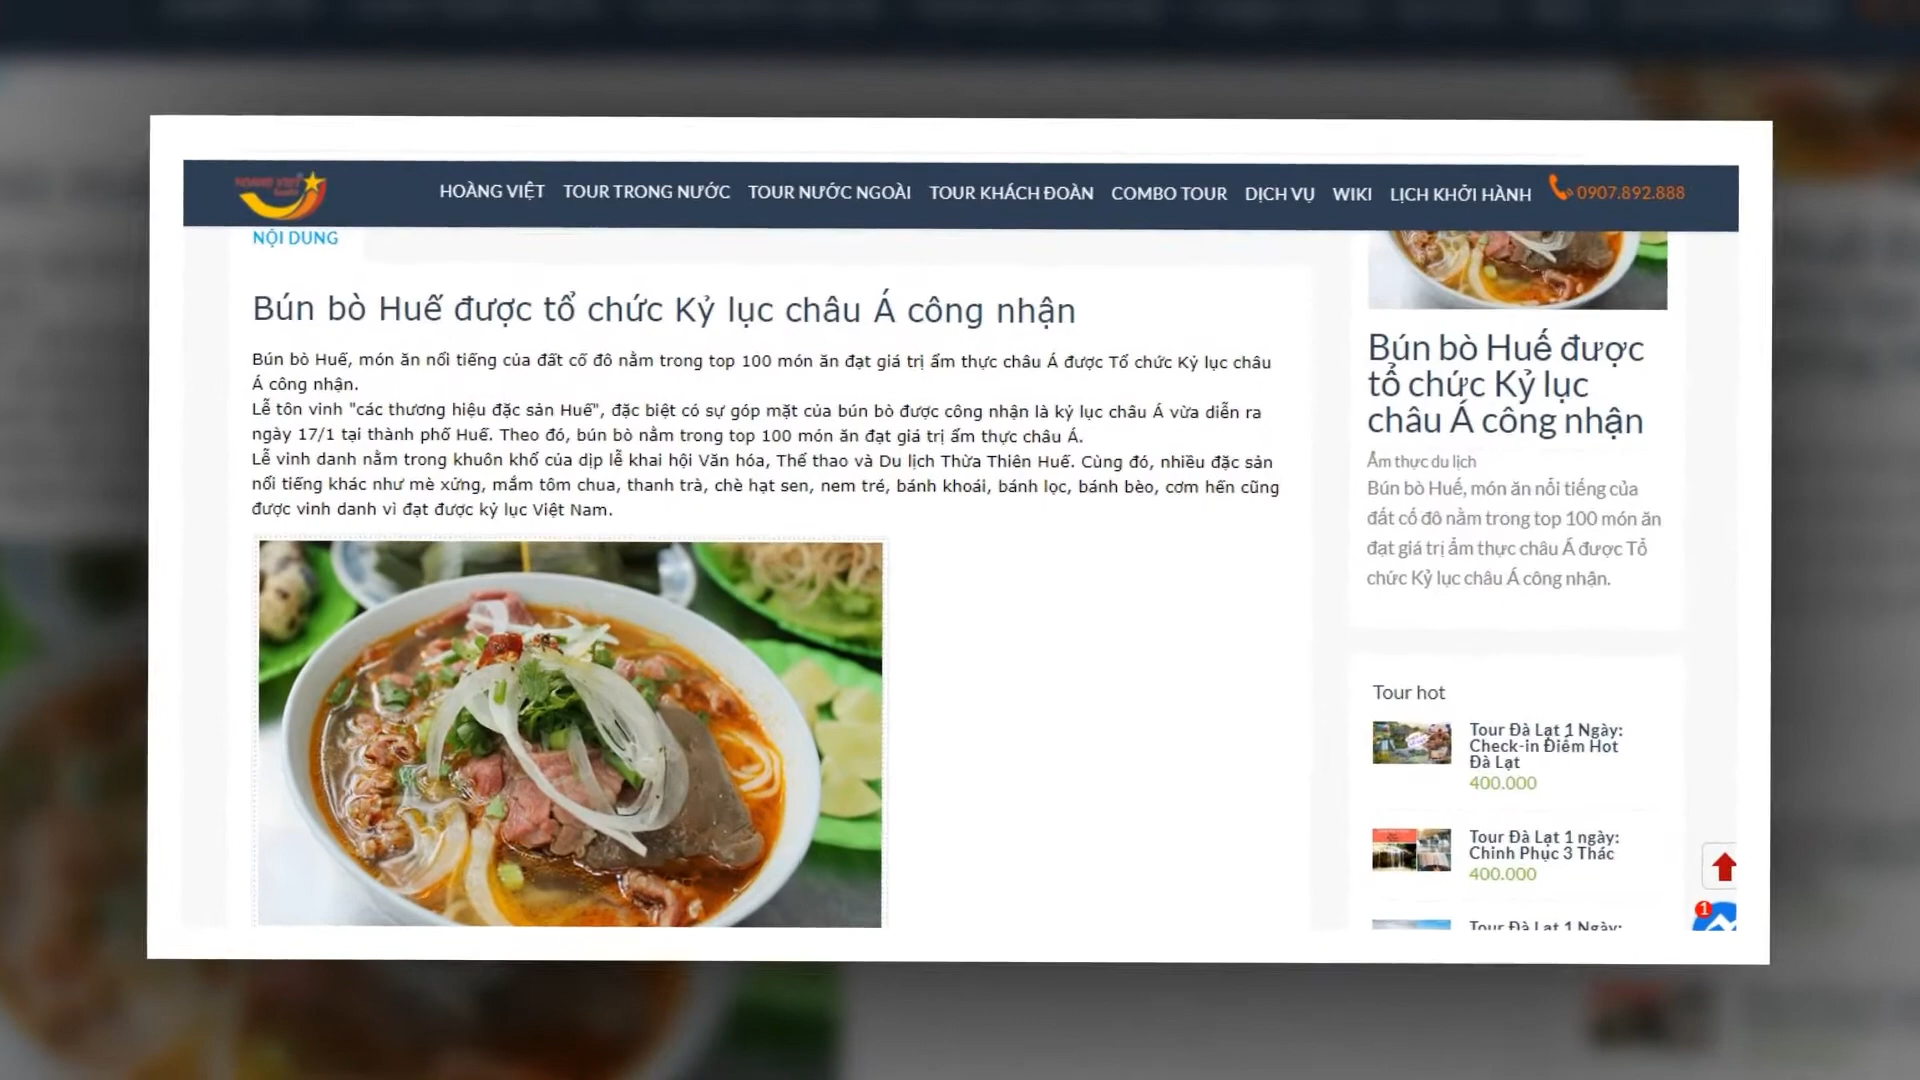 HOÀNG VIỆT TOUR TRONG NƯỚC TOUR NƯỚC NGOÀI TOUR KHÁCH ĐOÀN COMBO TOUR DỊCH VỤ WIKI LỊCH KHỞI HÀNH 0907.892.888
NỘI DUNG
Bún bò Huế được tổ chức Kỷ lục châu Á công nhận
Bún bò Huế, món ăn nổi tiếng của đất cố đô nằm trong top 100 món ăn đạt giá trị ẩm thực châu Á được Tổ chức Kỷ lục châu
Á công nhận.
Lễ tôn vinh "các thương hiệu đặc sản Huế", đặc biệt có sự góp mặt của bún bò được công nhận là kỷ lục châu Á vừa diễn ra
ngày 17/1 tại thành phố Huế. Theo đó, bún bò nằm trong top 100 món ăn đạt giá trị ẩm thực châu Á.
Lễ vinh danh nằm trong khuôn khổ của dịp lễ khai hội Văn hóa, Thể thao và Du lịch Thừa Thiên Huế. Cùng đó, nhiều đặc sản
nổi tiếng khác như mè xửng, mắm tôm chua, thanh trà, chè hạt sen, nem tré, bánh khoái, bánh lọc, bánh bèo, cơm hến cũng
được vinh danh vì đạt được kỷ lục Việt Nam.
Bún bò Huế được
tổ chức Kỷ lục
châu Á công nhận
Ẩm thực du lịch
Bún bò Huế, món ăn nổi tiếng của
đất cố đô nằm trong top 100 món ăn
đạt giá trị ẩm thực châu Á được Tổ
chức Kỷ lục châu Á công nhận.
Tour hot
Tour Đà Lạt 1 Ngày:
Check-in Điểm Hot
Đà Lạt
400.000
Tour Đà Lạt 1 ngày:
Chinh Phục 3 Thác
400.000
Tour Đà Lạt 1 Ngày:
1